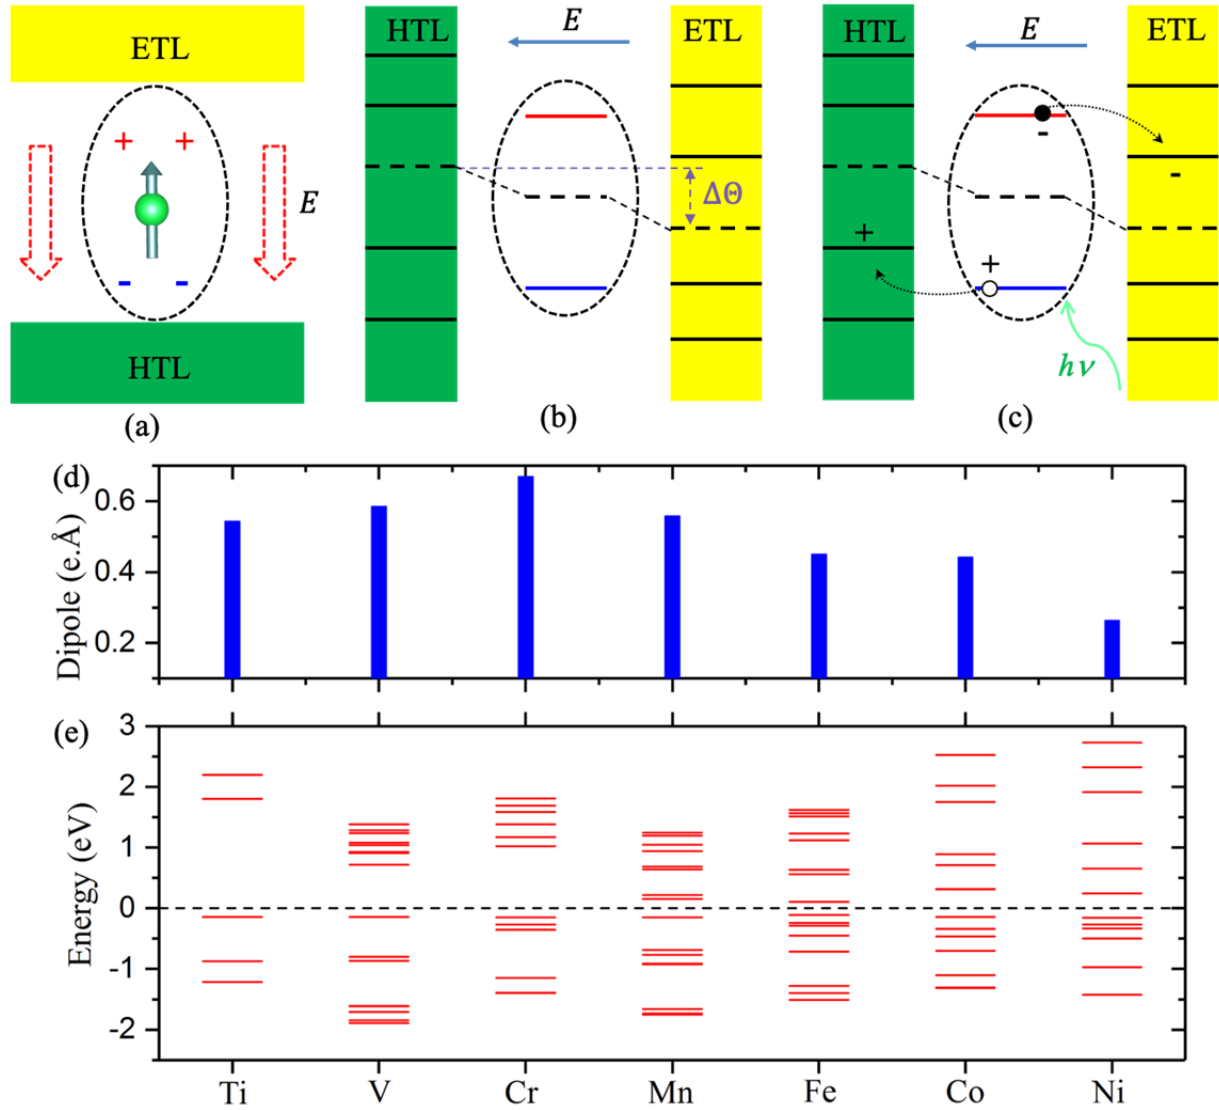 ETL
+ +
E
- -
HTL
(a)
HTL
E
ETL
ΔΘ
(b)
HTL
E
ETL
-
-
+
+
hν
(c)
(d)
Dipole (e.Å)
0.6
0.4
0.2
(e)
Energy (eV)
3
2
1
0
-1
-2
Ti V Cr Mn Fe Co Ni